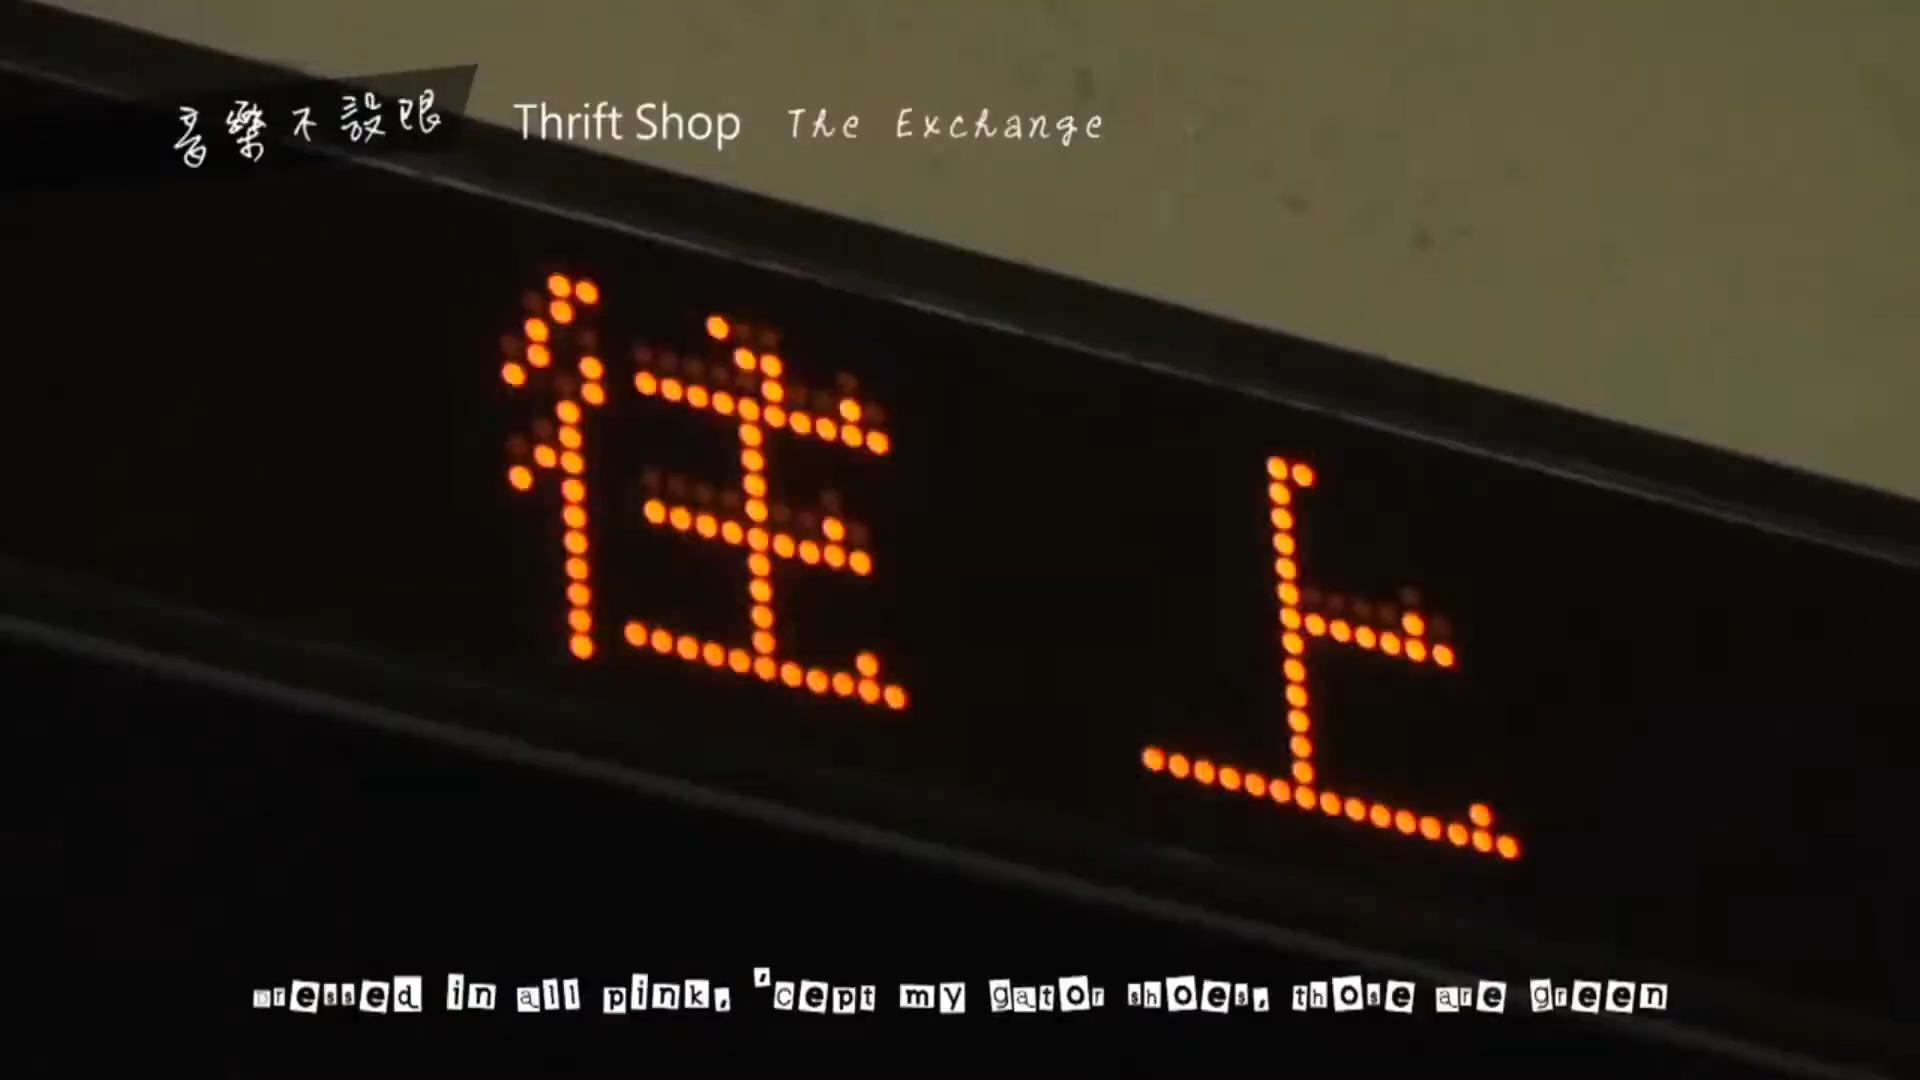 音樂不設限 Thrift Shop The Exchange
往上
Dressed in all pink, 'cept my gator shoes, those are green